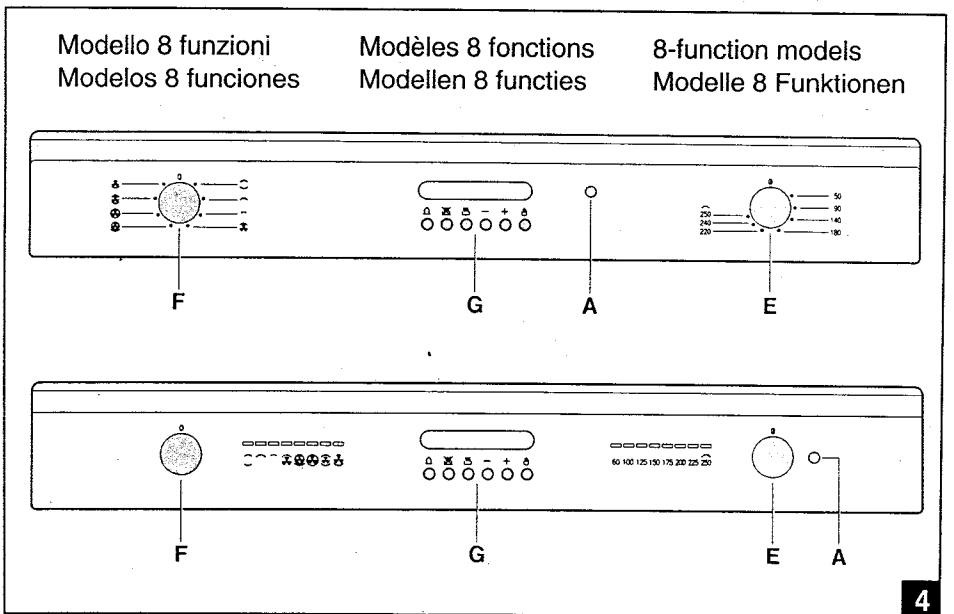 Modello 8 funzioni
Modelos 8 funciones
Modèles 8 fonctions
Modellen 8 functies
8-function models
Modelle 8 Funktionen
0
0
250
240
220
50
90
140
180
- +
F
G
A
E
0
0
60 100 125 150 175 200 225 250
- +
F
G
E
A
4